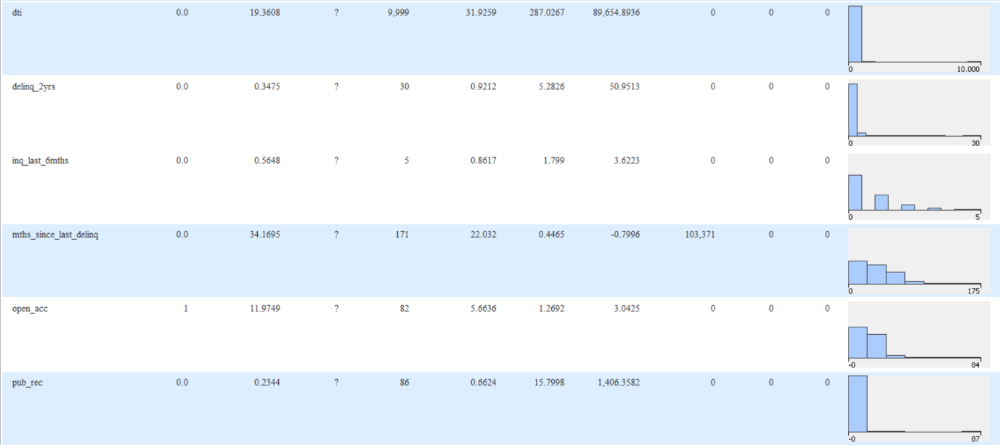 dti 0.0 19.3608 ? 9,999 31.9259 287.0267 89,654.8936 0 0 0
0 10.000
delinq_2yrs 0.0 0.3475 ? 30 0.9212 5.2826 50.9513 0 0 0
0 30
inq_last_6mths 0.0 0.5648 ? 5 0.8617 1.799 3.6223 0 0 0
0 5
mths_since_last_delinq 0.0 34.1695 ? 171 22.032 0.4465 -0.7996 103,371 0 0
0 175
open_acc 1 11.9749 ? 82 5.6636 1.2692 3.0425 0 0 0
-0 84
pub_rec 0.0 0.2344 ? 86 0.6624 15.7998 1,406.3582 0 0 0
-0 87